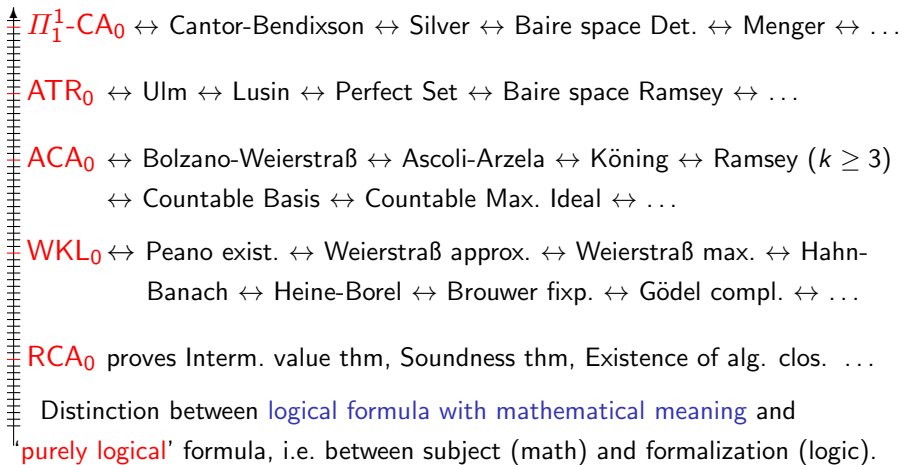 Π¹₁-CA₀ ↔ Cantor-Bendixson ↔ Silver ↔ Baire space Det. ↔ Menger ↔ …
ATR₀ ↔ Ulm ↔ Lusin ↔ Perfect Set ↔ Baire space Ramsey ↔ …
ACA₀ ↔ Bolzano-Weierstraß ↔ Ascoli-Arzela ↔ Köning ↔ Ramsey (k ≥ 3)
↔ Countable Basis ↔ Countable Max. Ideal ↔ …
WKL₀ ↔ Peano exist. ↔ Weierstraß approx. ↔ Weierstraß max. ↔ Hahn-
Banach ↔ Heine-Borel ↔ Brouwer fixp. ↔ Gödel compl. ↔ …
RCA₀ proves Interm. value thm, Soundness thm, Existence of alg. clos. …
Distinction between logical formula with mathematical meaning and
'purely logical' formula, i.e. between subject (math) and formalization (logic).